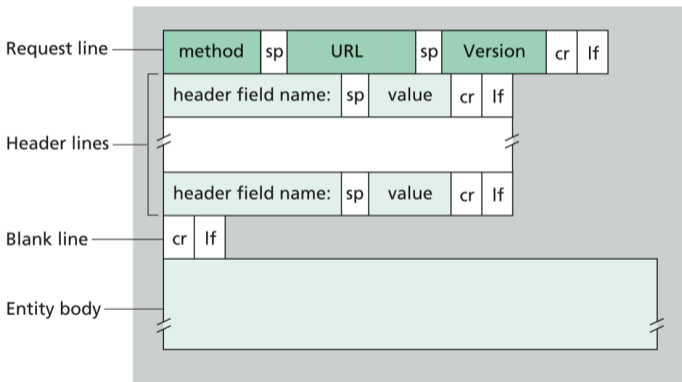 Request line method sp URL sp Version cr lf
header field name: sp value cr lf
Header lines
header field name: sp value cr lf
Blank line cr lf
Entity body